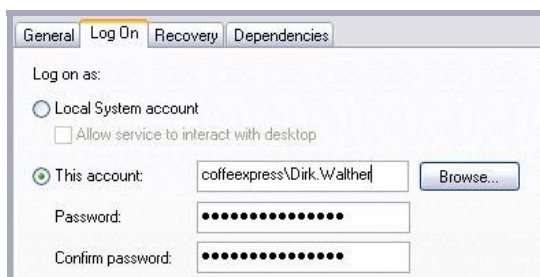 General Log On Recovery Dependencies
Log on as:
Local System account
Allow service to interact with desktop
This account: coffeexpress\Dirk.Walther Browse...
Password: •••••••••••••••
Confirm password: •••••••••••••••